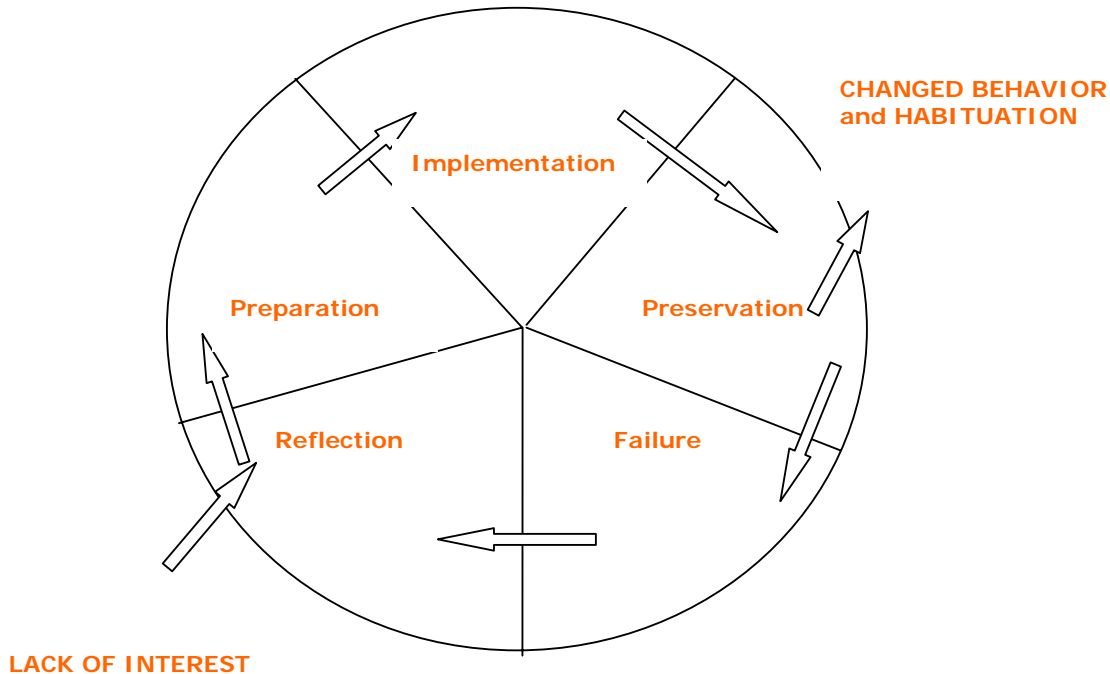 CHANGED BEHAVIOR
and HABITUATION
Implementation
Preparation
Preservation
Reflection
Failure
LACK OF INTEREST